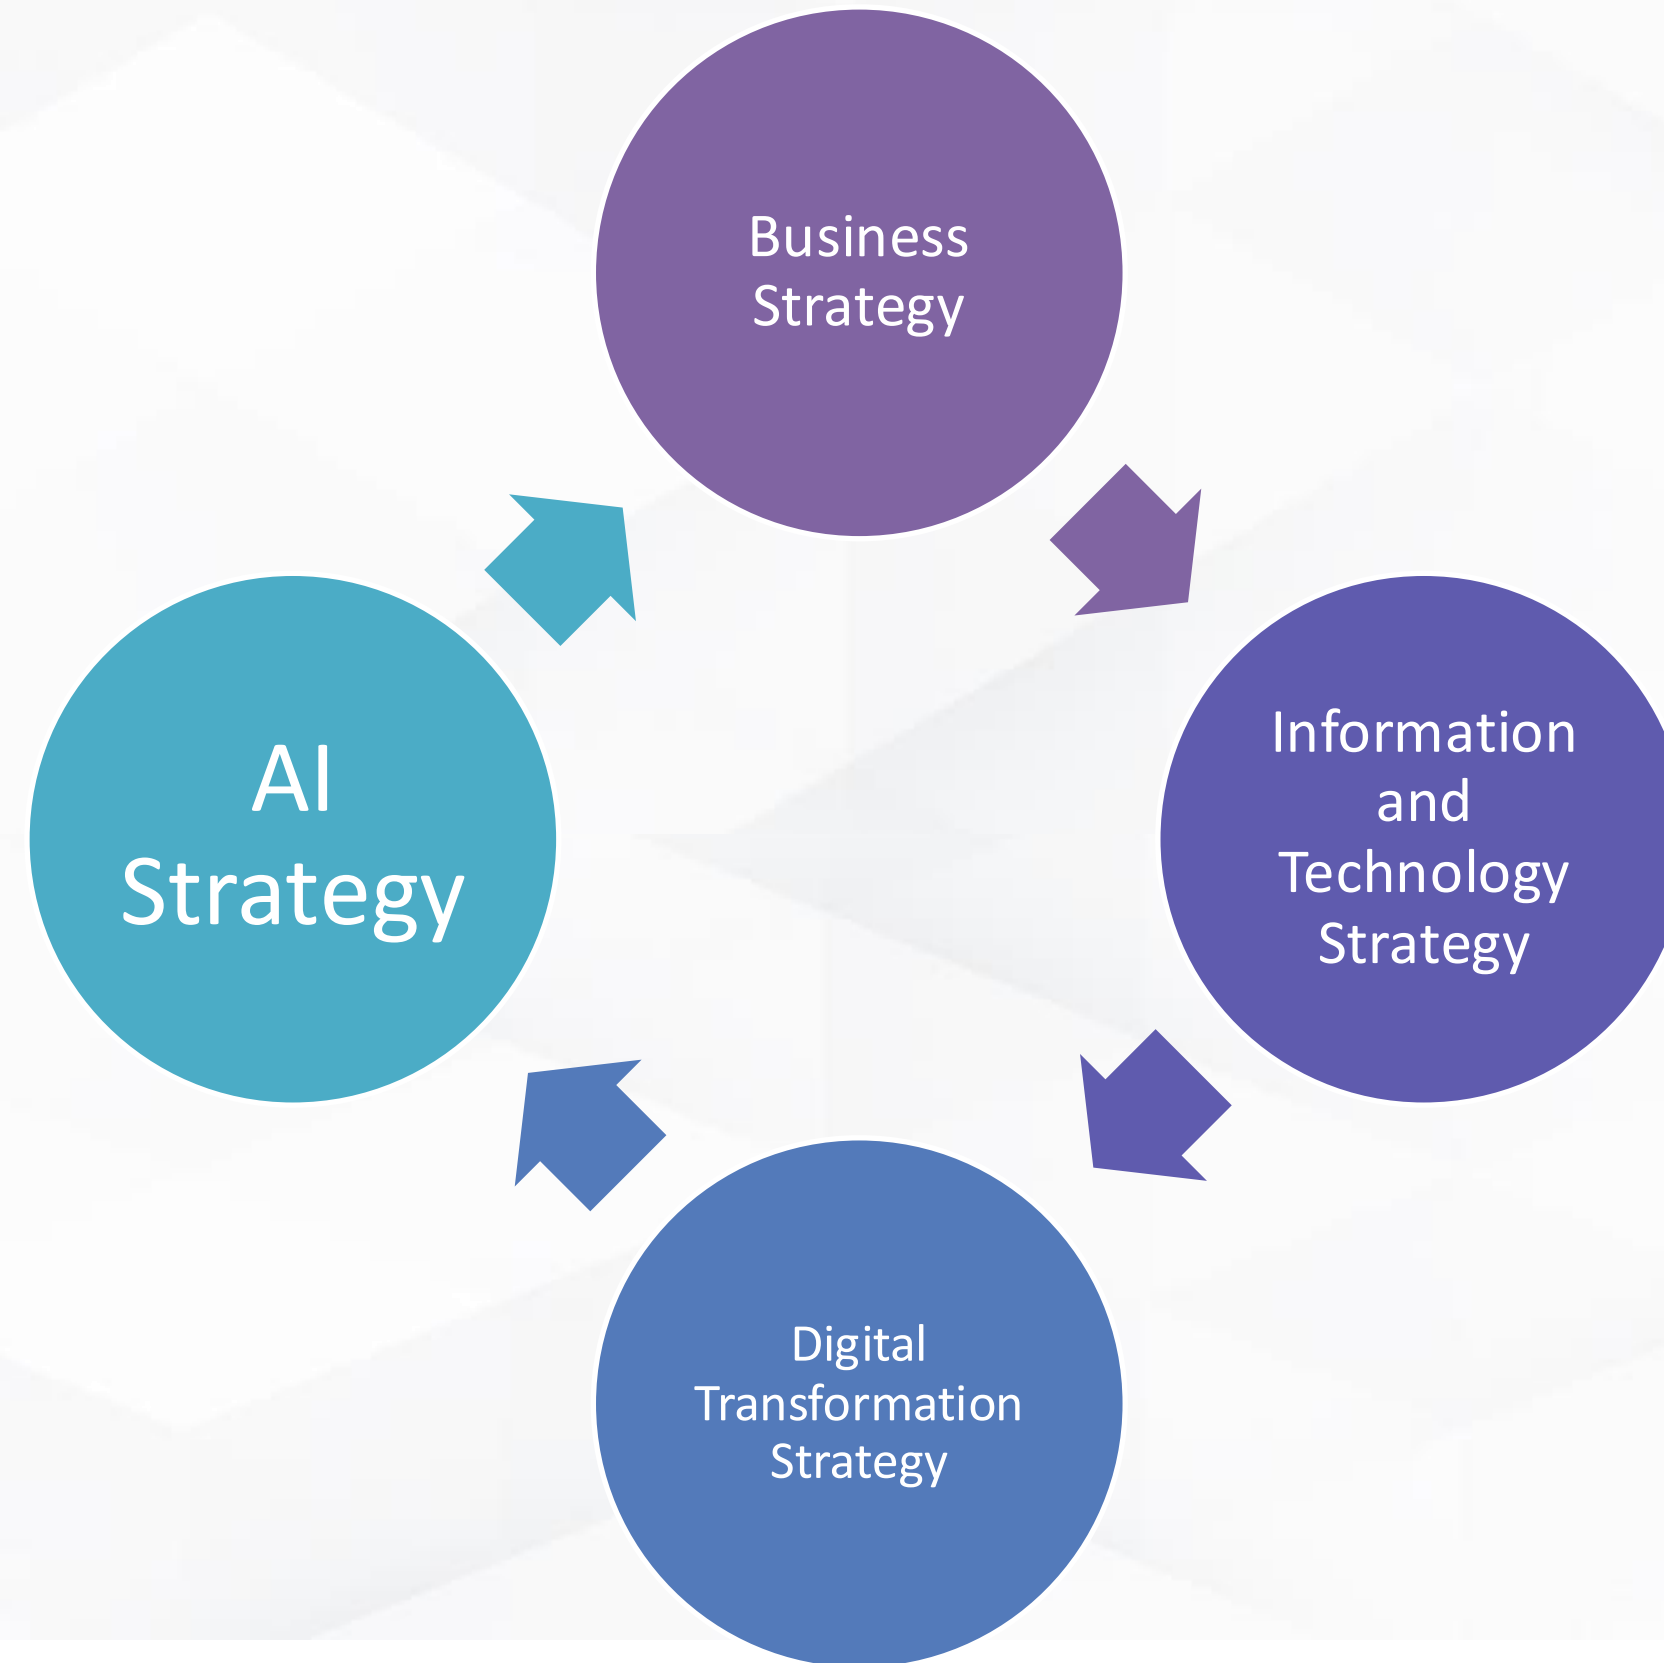 Business
Strategy
Information
and
Technology
Strategy
Digital
Transformation
Strategy
AI
Strategy